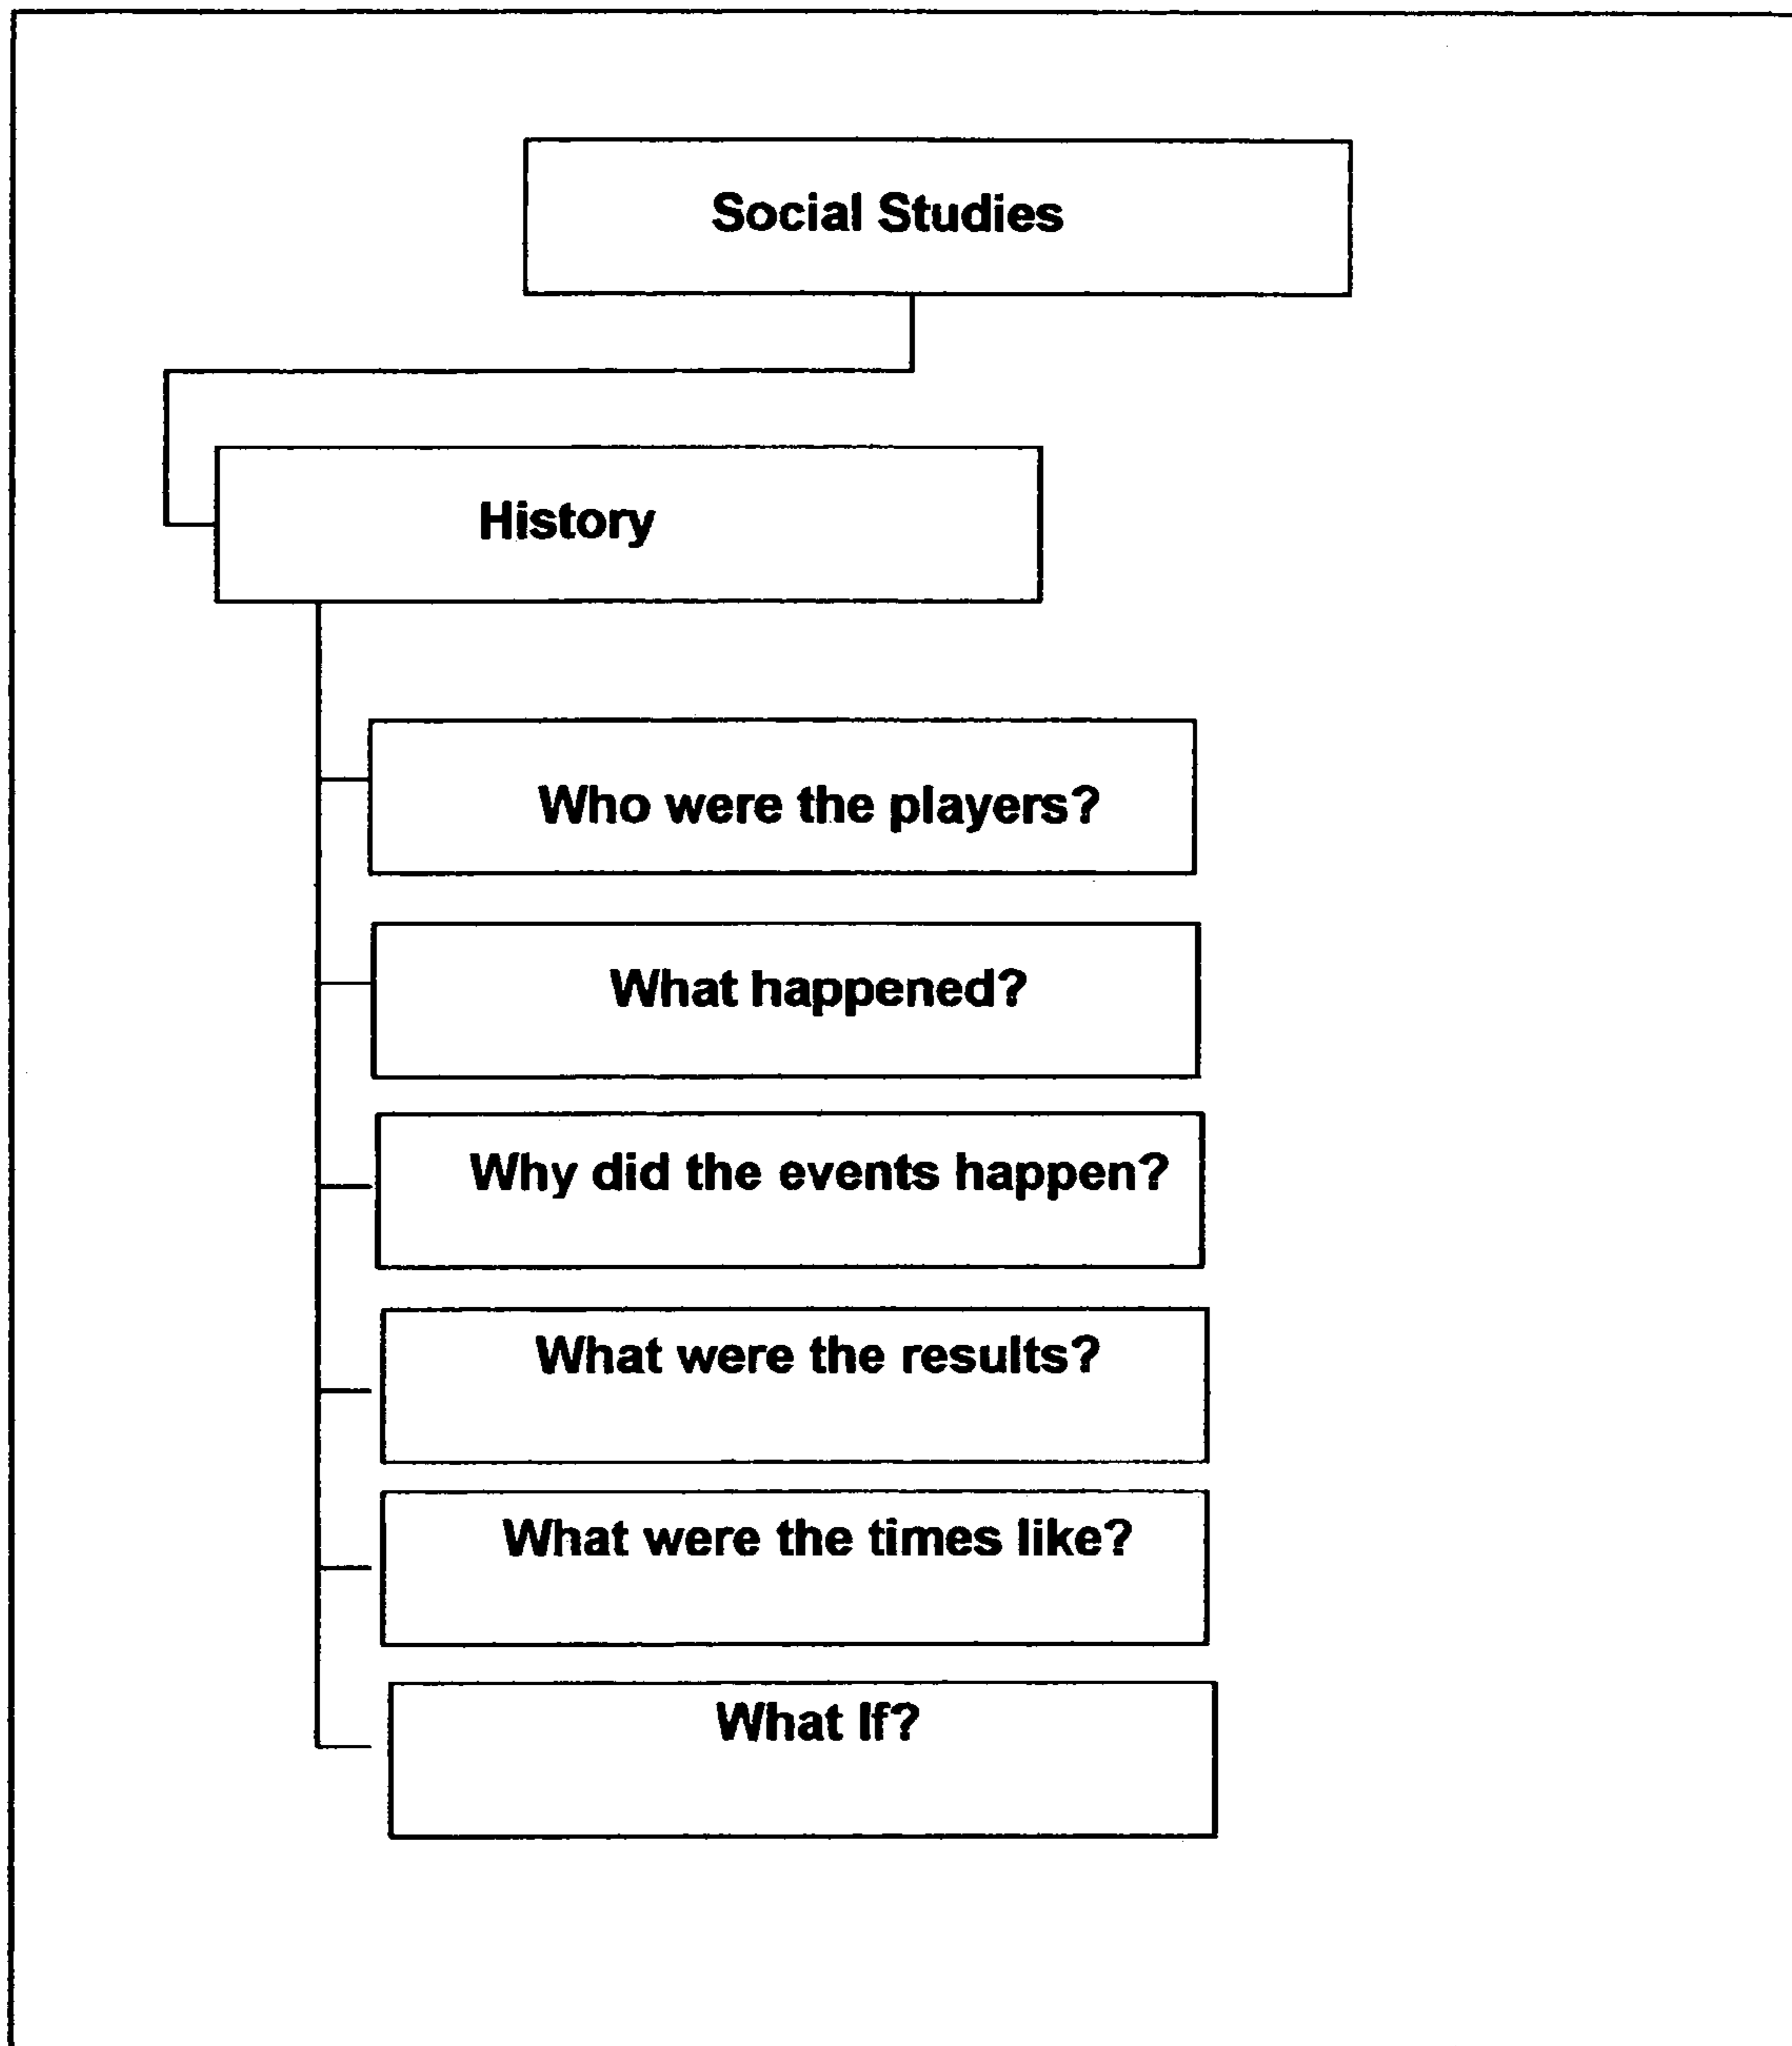 Social Studies
History
Who were the players?
What happened?
Why did the events happen?
What were the results?
What were the times like?
What If?